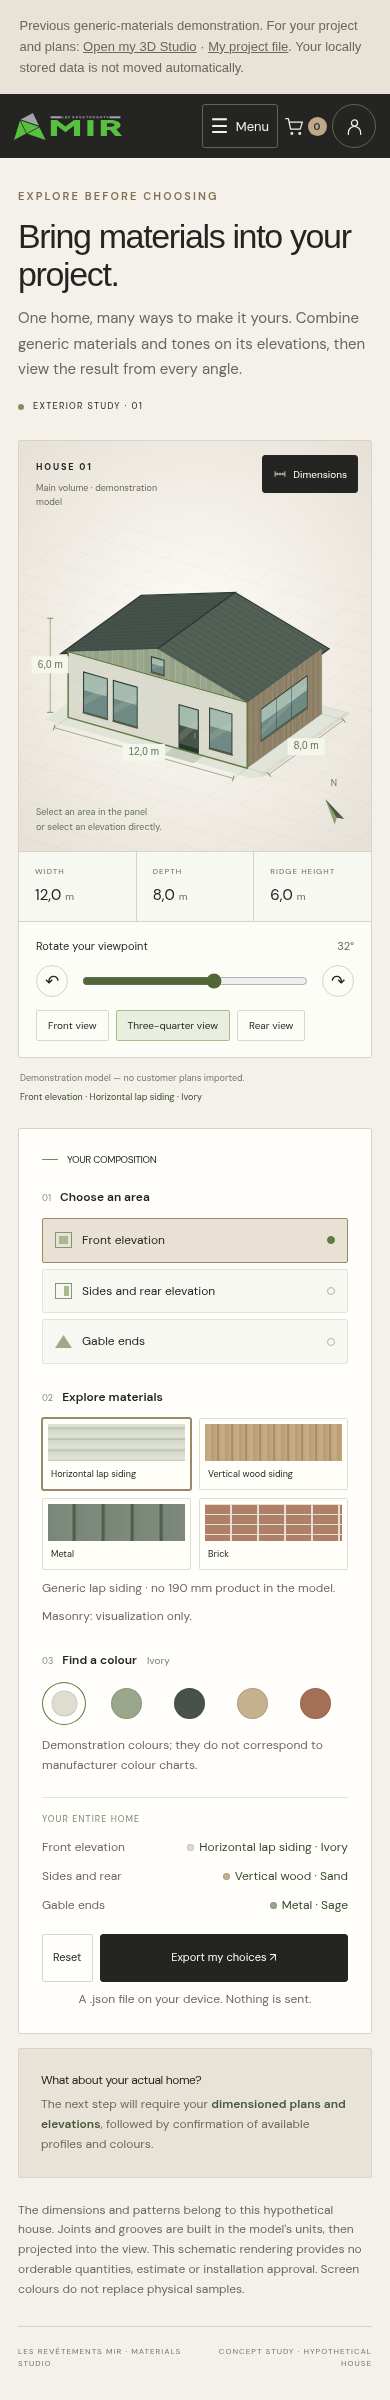 Previous generic-materials demonstration. For your project
and plans: Open my 3D Studio · My project file. Your locally
stored data is not moved automatically.
MIR
Menu
0
EXPLORE BEFORE CHOOSING
Bring materials into your
project.
One home, many ways to make it yours. Combine
generic materials and tones on its elevations, then
view the result from every angle.
EXTERIOR STUDY · 01
HOUSE 01
Main volume · demonstration
model
Dimensions
6,0 m
12,0 m
8,0 m
N
Select an area in the panel
or select an elevation directly.
WIDTH
12,0 m
DEPTH
8,0 m
RIDGE HEIGHT
6,0 m
Rotate your viewpoint
32°
Front view
Three-quarter view
Rear view
Demonstration model — no customer plans imported.
Front elevation · Horizontal lap siding · Ivory
YOUR COMPOSITION
01 Choose an area
Front elevation
Sides and rear elevation
Gable ends
02 Explore materials
Horizontal lap siding
Vertical wood siding
Metal
Brick
Generic lap siding · no 190 mm product in the model.
Masonry: visualization only.
03 Find a colour Ivory
Demonstration colours; they do not correspond to
manufacturer colour charts.
YOUR ENTIRE HOME
Front elevation Horizontal lap siding · Ivory
Sides and rear Vertical wood · Sand
Gable ends Metal · Sage
Reset
Export my choices
A .json file on your device. Nothing is sent.
What about your actual home?
The next step will require your dimensioned plans and
elevations, followed by confirmation of available
profiles and colours.
The dimensions and patterns belong to this hypothetical
house. Joints and grooves are built in the model's units, then
projected into the view. This schematic rendering provides no
orderable quantities, estimate or installation approval. Screen
colours do not replace physical samples.
LES REVÊTEMENTS MIR · MATERIALS
STUDIO
CONCEPT STUDY · HYPOTHETICAL
HOUSE